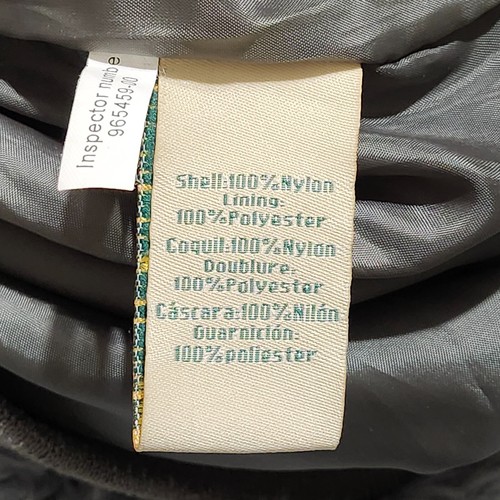 Inspector numbe
965459-00
Shell:100%Nylon
Lining:
100%Polyester
Coquil:100%Nylon
Doublure:
100%Polyester
Cáscara:100%Nilón
Guarnición:
100%poliester